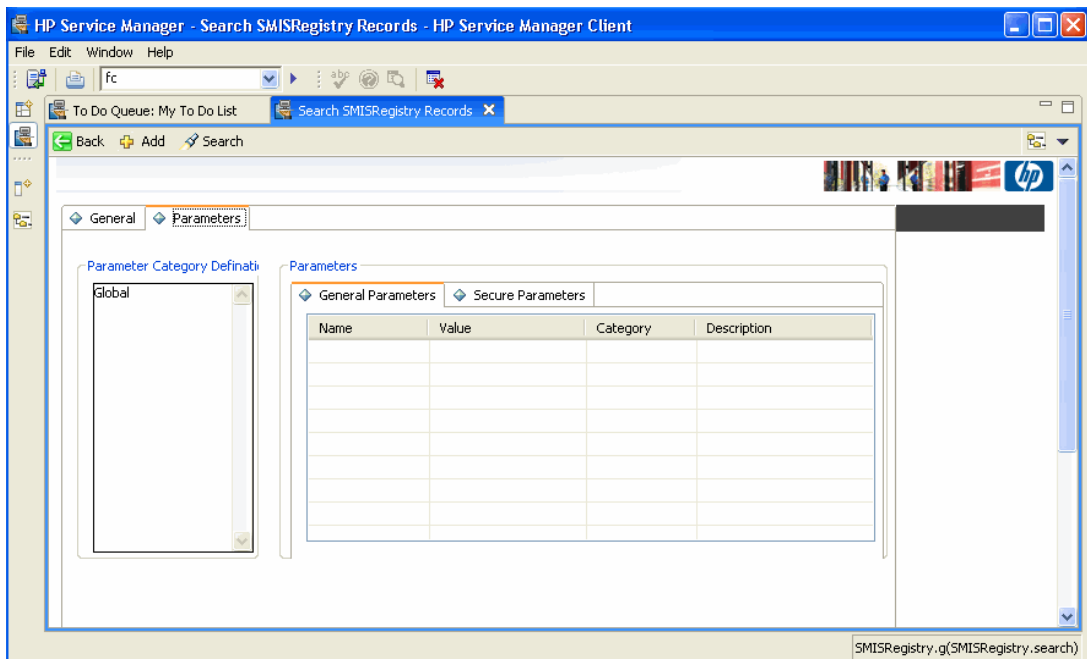 HP Service Manager - Search SMISRegistry Records - HP Service Manager Client
File Edit Window Help
fc
abc
To Do Queue: My To Do List Search SMISRegistry Records
Back Add Search
hp
General Parameters
Parameter Category Definati Parameters
Global
General Parameters Secure Parameters
Name Value Category Description
SMISRegistry.g(SMISRegistry.search)